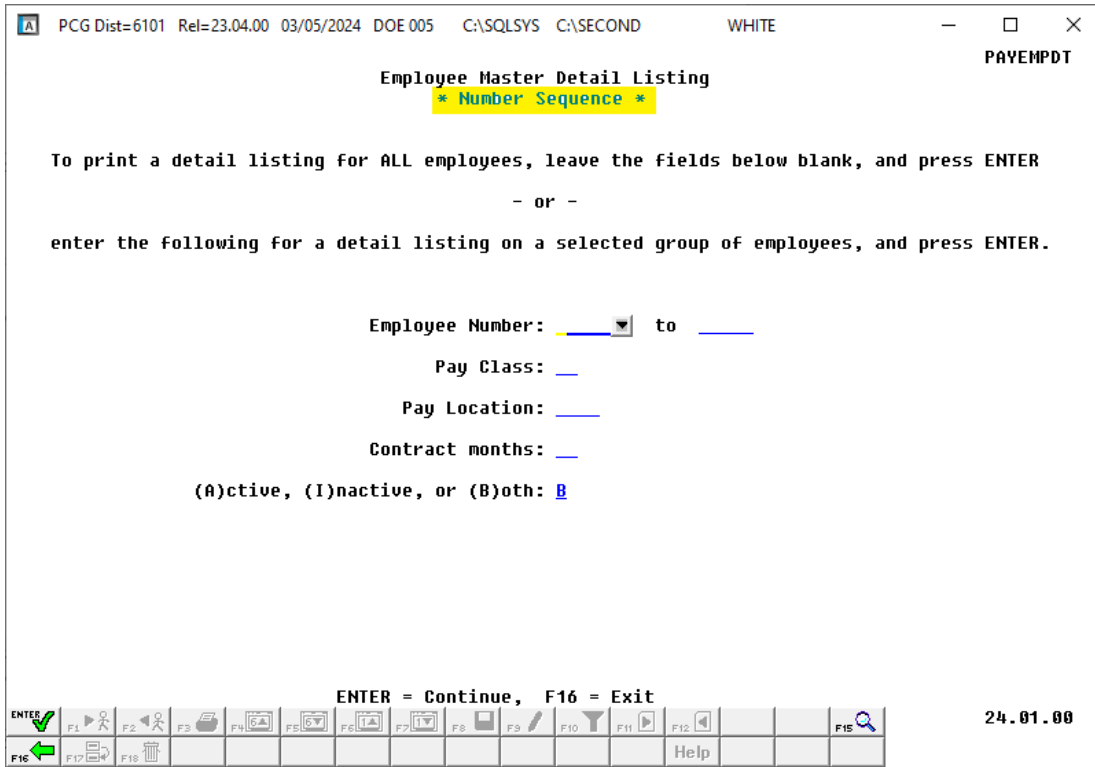 A PCG Dist=6101 Rel=23.04.00 03/05/2024 DOE 005 C:\SQLSYS C:\SECOND WHITE
PAYEMPDT
Employee Master Detail Listing
* Number Sequence *
To print a detail listing for ALL employees, leave the fields below blank, and press ENTER
- or -
enter the following for a detail listing on a selected group of employees, and press ENTER.
Employee Number: to
Pay Class:
Pay Location:
Contract months:
(A)ctive, (I)nactive, or (B)oth: B
ENTER = Continue, F16 = Exit
ENTER F1 F2 F3 F4 6 F5 6 F6 1 F7 1 F8 F9 F10 F11 F12 F15 24.01.00
F16 F17 F18 Help